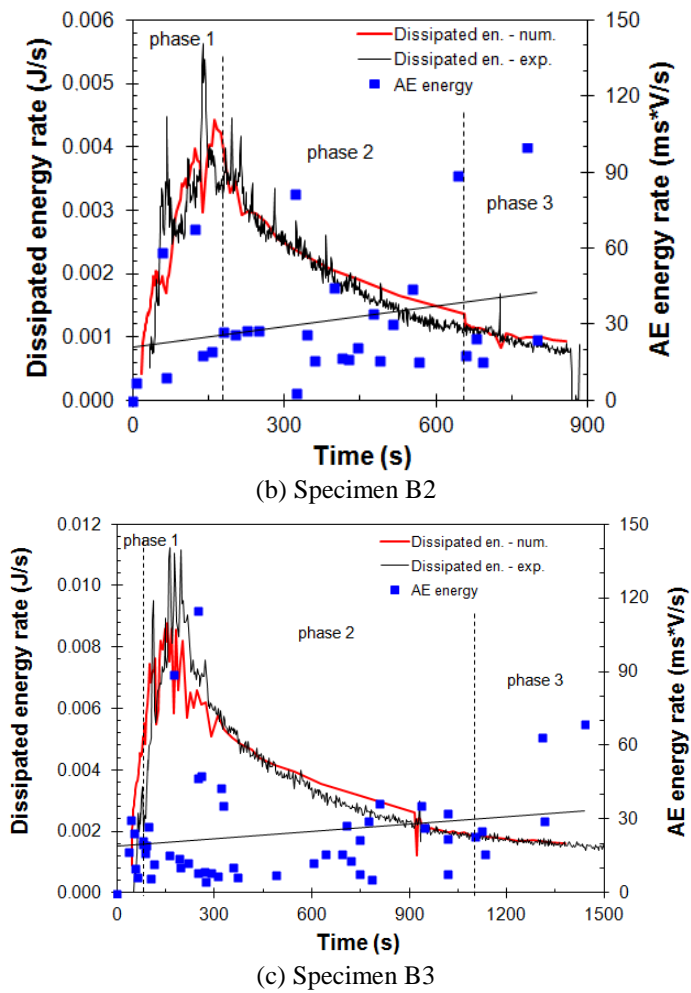 Dissipated energy rate (J/s)
0.006
0.005
0.004
0.003
0.002
0.001
0.000
phase 1
phase 2
phase 3
Dissipated en. - num.
Dissipated en. - exp.
AE energy
150
120
90
60
30
0
AE energy rate (ms*V/s)
0
300
600
900
Time (s)
(b) Specimen B2
Dissipated energy rate (J/s)
0.012
0.010
0.008
0.006
0.004
0.002
0.000
phase 1
phase 2
phase 3
Dissipated en. - num.
Dissipated en. - exp.
AE energy
150
120
90
60
30
0
AE energy rate (ms*V/s)
0
300
600
900
1200
1500
Time (s)
(c) Specimen B3